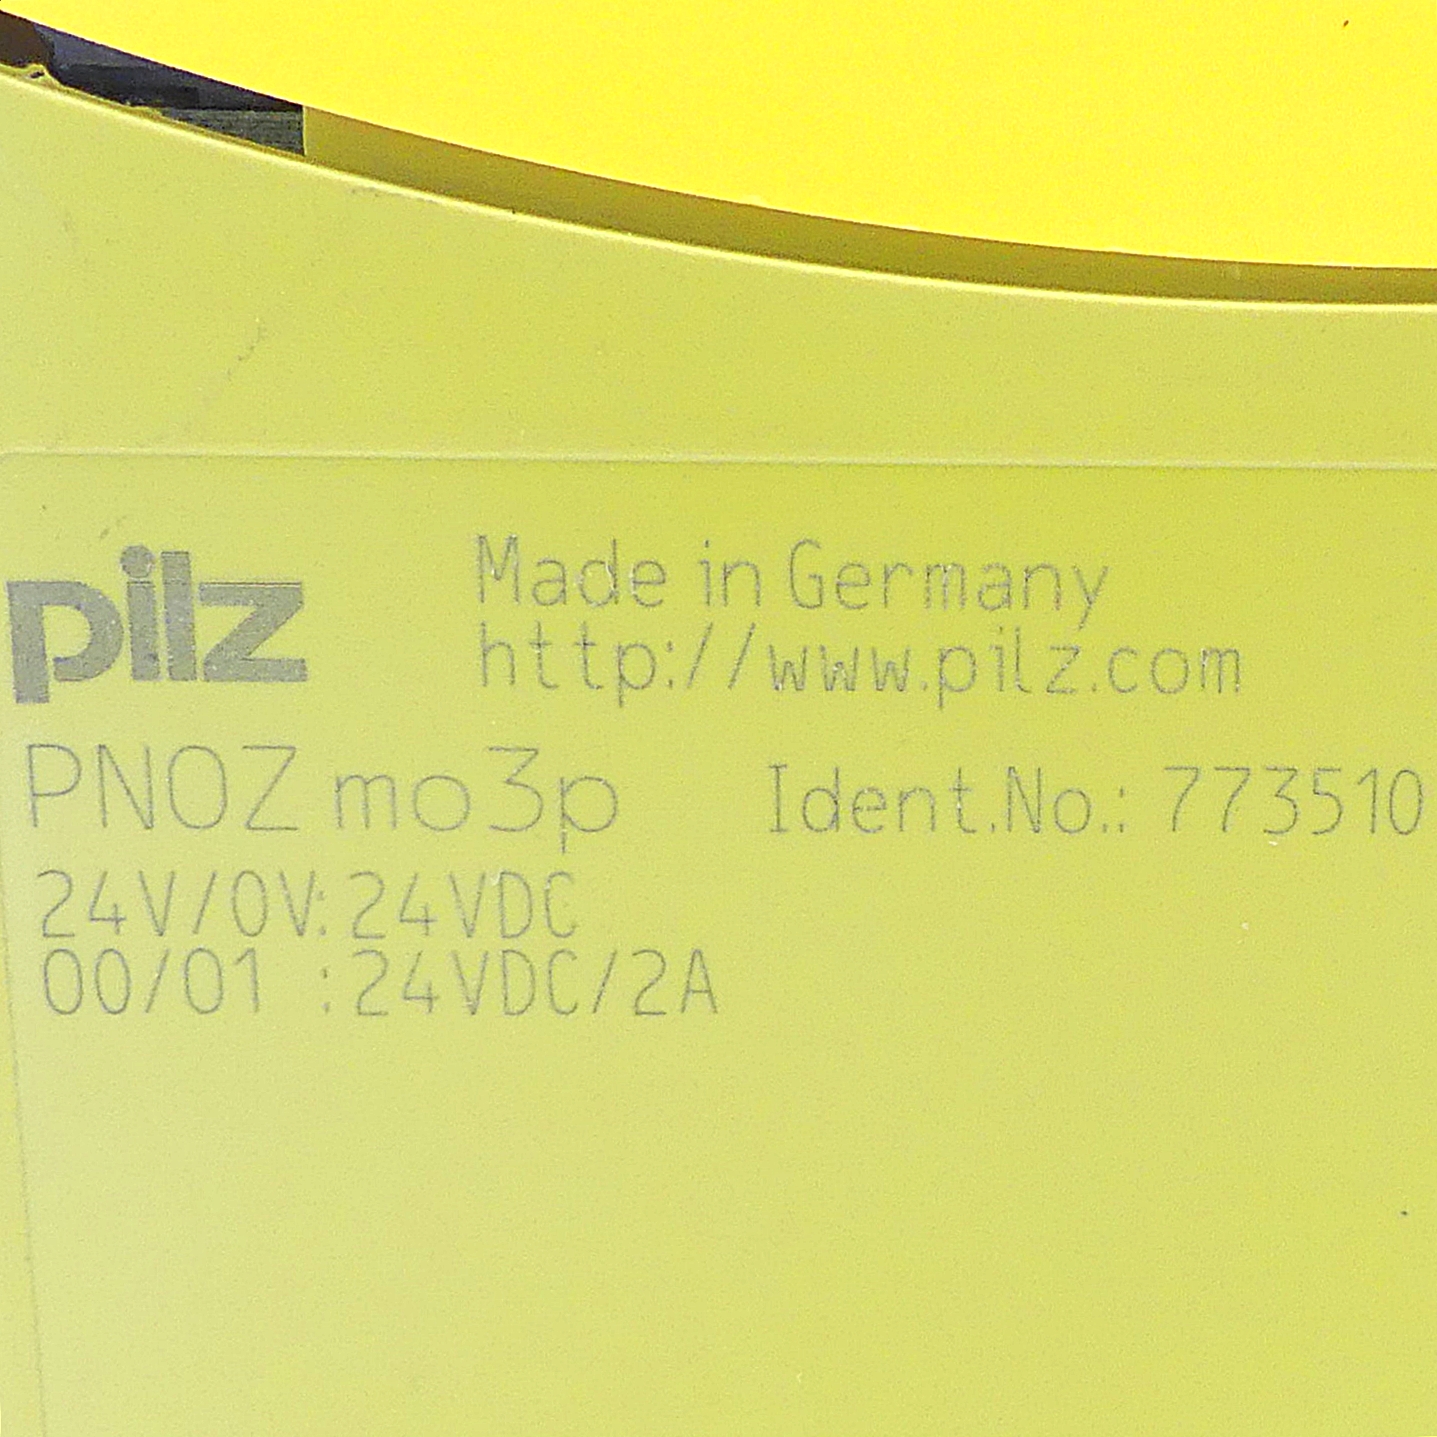 pilz
Made in Germany
http://www.pilz.com
PNOZ mo3p Ident.No.: 773510
24V/0V: 24VDC
00/01 :24VDC/2A